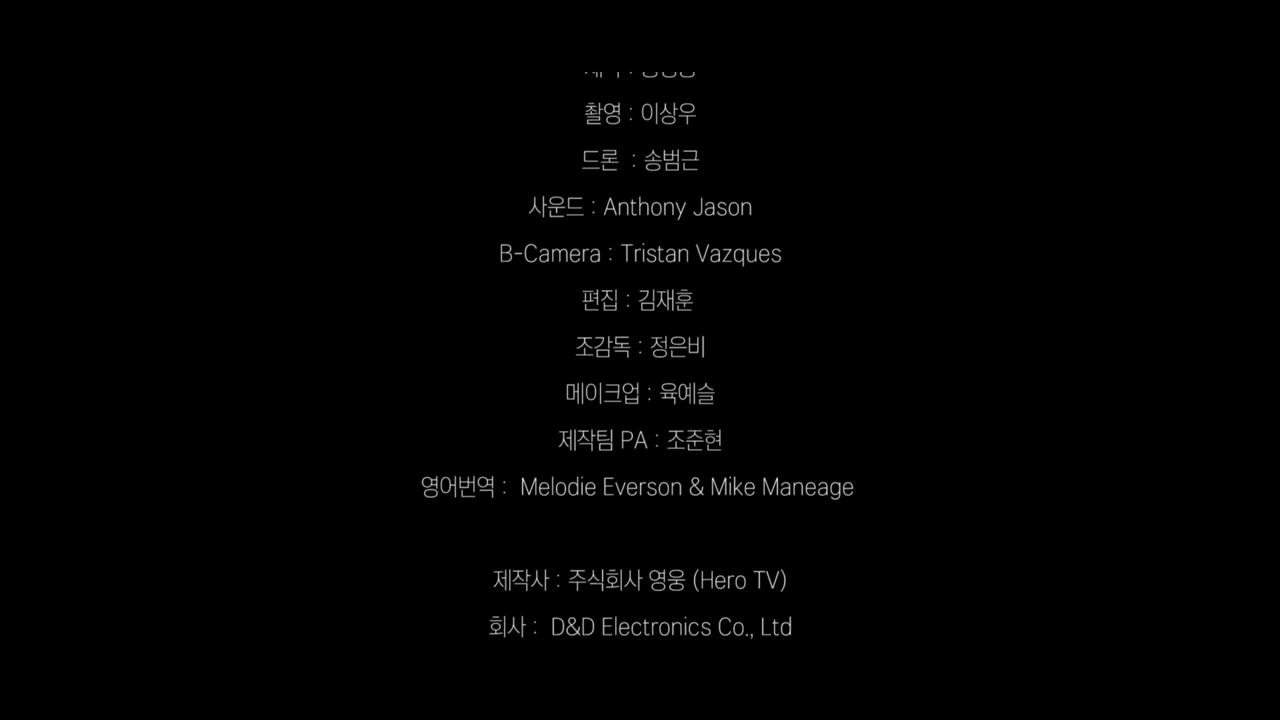 촬영 : 이상우
드론 : 송범근
사운드 : Anthony Jason
B-Camera : Tristan Vazques
편집 : 김재훈
조감독 : 정은비
메이크업 : 육예슬
제작팀 PA : 조준현
영어번역 : Melodie Everson & Mike Maneage
제작사 : 주식회사 영웅 (Hero TV)
회사 : D&D Electronics Co., Ltd